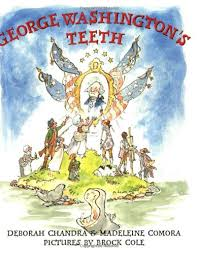 GEORGE WASHINGTON'S
TEETH
DEBORAH CHANDRA & MADELEINE COMORA
PICTURES BY BROCK COLE